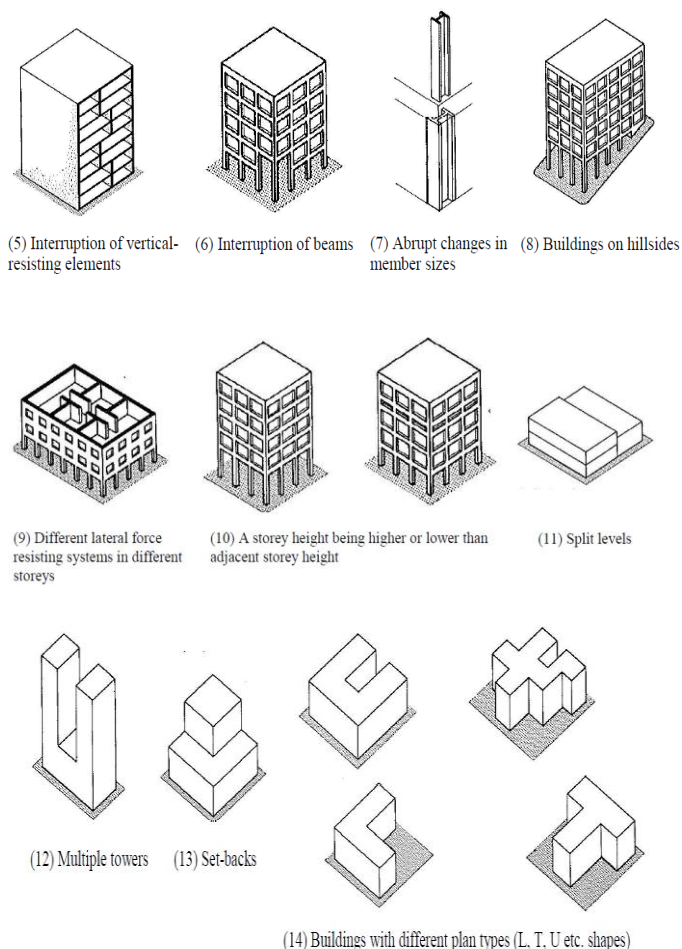 (5) Interruption of vertical-
resisting elements
(6) Interruption of beams
(7) Abrupt changes in
member sizes
(8) Buildings on hillsides
(9) Different lateral force
resisting systems in different
storeys
(10) A storey height being higher or lower than
adjacent storey height
(11) Split levels
(12) Multiple towers
(13) Set-backs
(14) Buildings with different plan types (L, T, U etc. shapes)